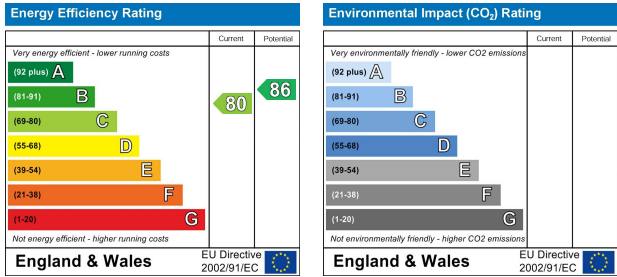 Energy Efficiency Rating
Current Potential
Very energy efficient - lower running costs
(92 plus) A
(81-91) B
(69-80) C
(55-68) D
(39-54) E
(21-38) F
(1-20) G
80
86
Not energy efficient - higher running costs
England & Wales
EU Directive
2002/91/EC
Environmental Impact (CO₂) Rating
Current Potential
Very environmentally friendly - lower CO2 emissions
(92 plus) A
(81-91) B
(69-80) C
(55-68) D
(39-54) E
(21-38) F
(1-20) G
Not environmentally friendly - higher CO2 emissions
England & Wales
EU Directive
2002/91/EC